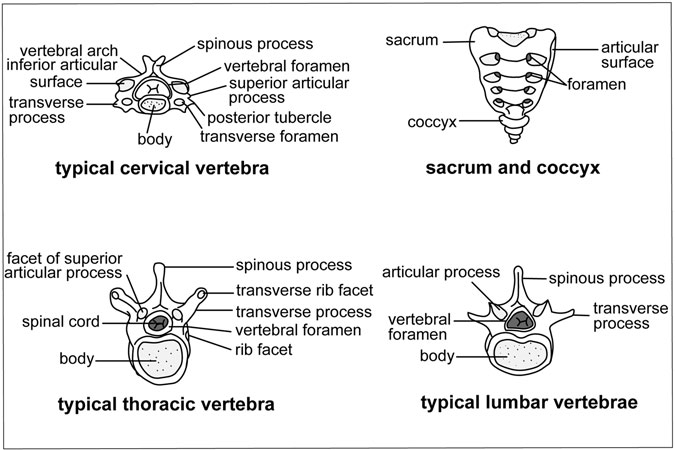 vertebral arch
inferior articular
surface
transverse
process
body
spinous process
vertebral foramen
superior articular
process
posterior tubercle
transverse foramen
typical cervical vertebra
sacrum
articular
surface
foramen
coccyx
sacrum and coccyx
facet of superior
articular process
spinal cord
body
spinous process
transverse rib facet
transverse process
vertebral foramen
rib facet
typical thoracic vertebra
articular process
vertebral
foramen
body
spinous process
transverse
process
typical lumbar vertebrae